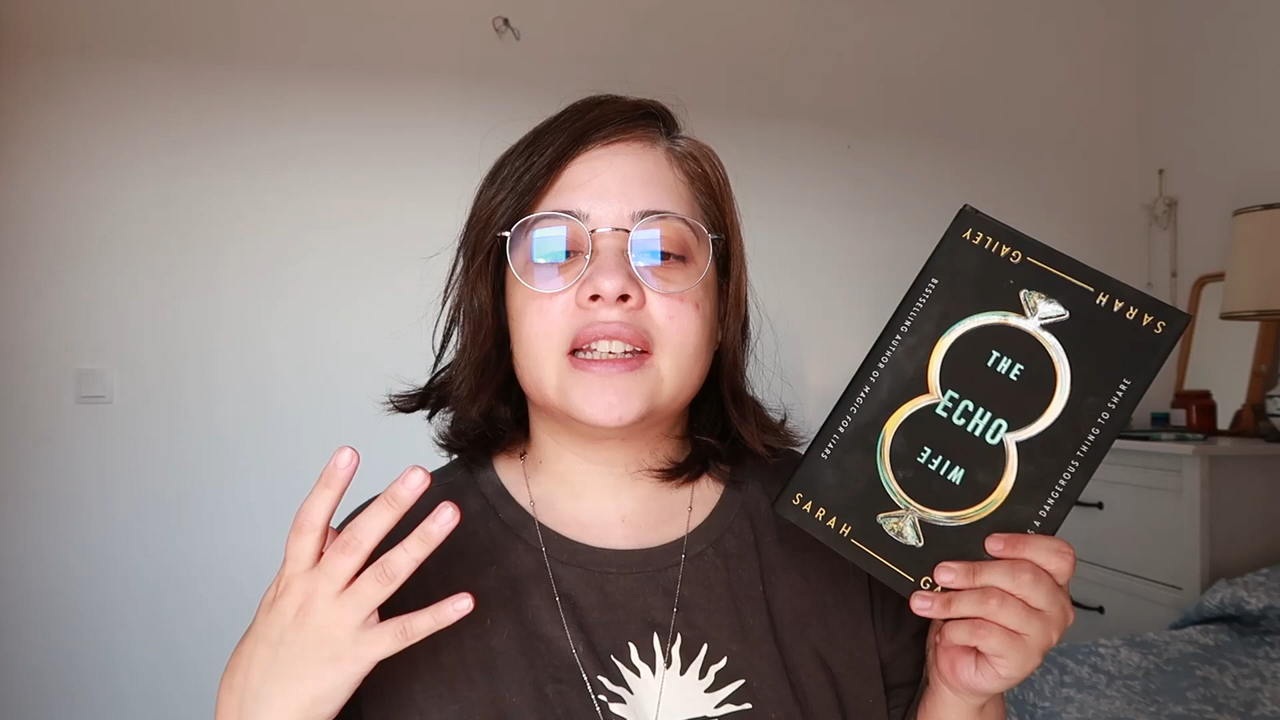 SARAH GAILEY
BESTSELLING AUTHOR OF MAGIC FOR LIARS
THE
ECHO
WIFE
A DANGEROUS THING TO SHARE
SARAH